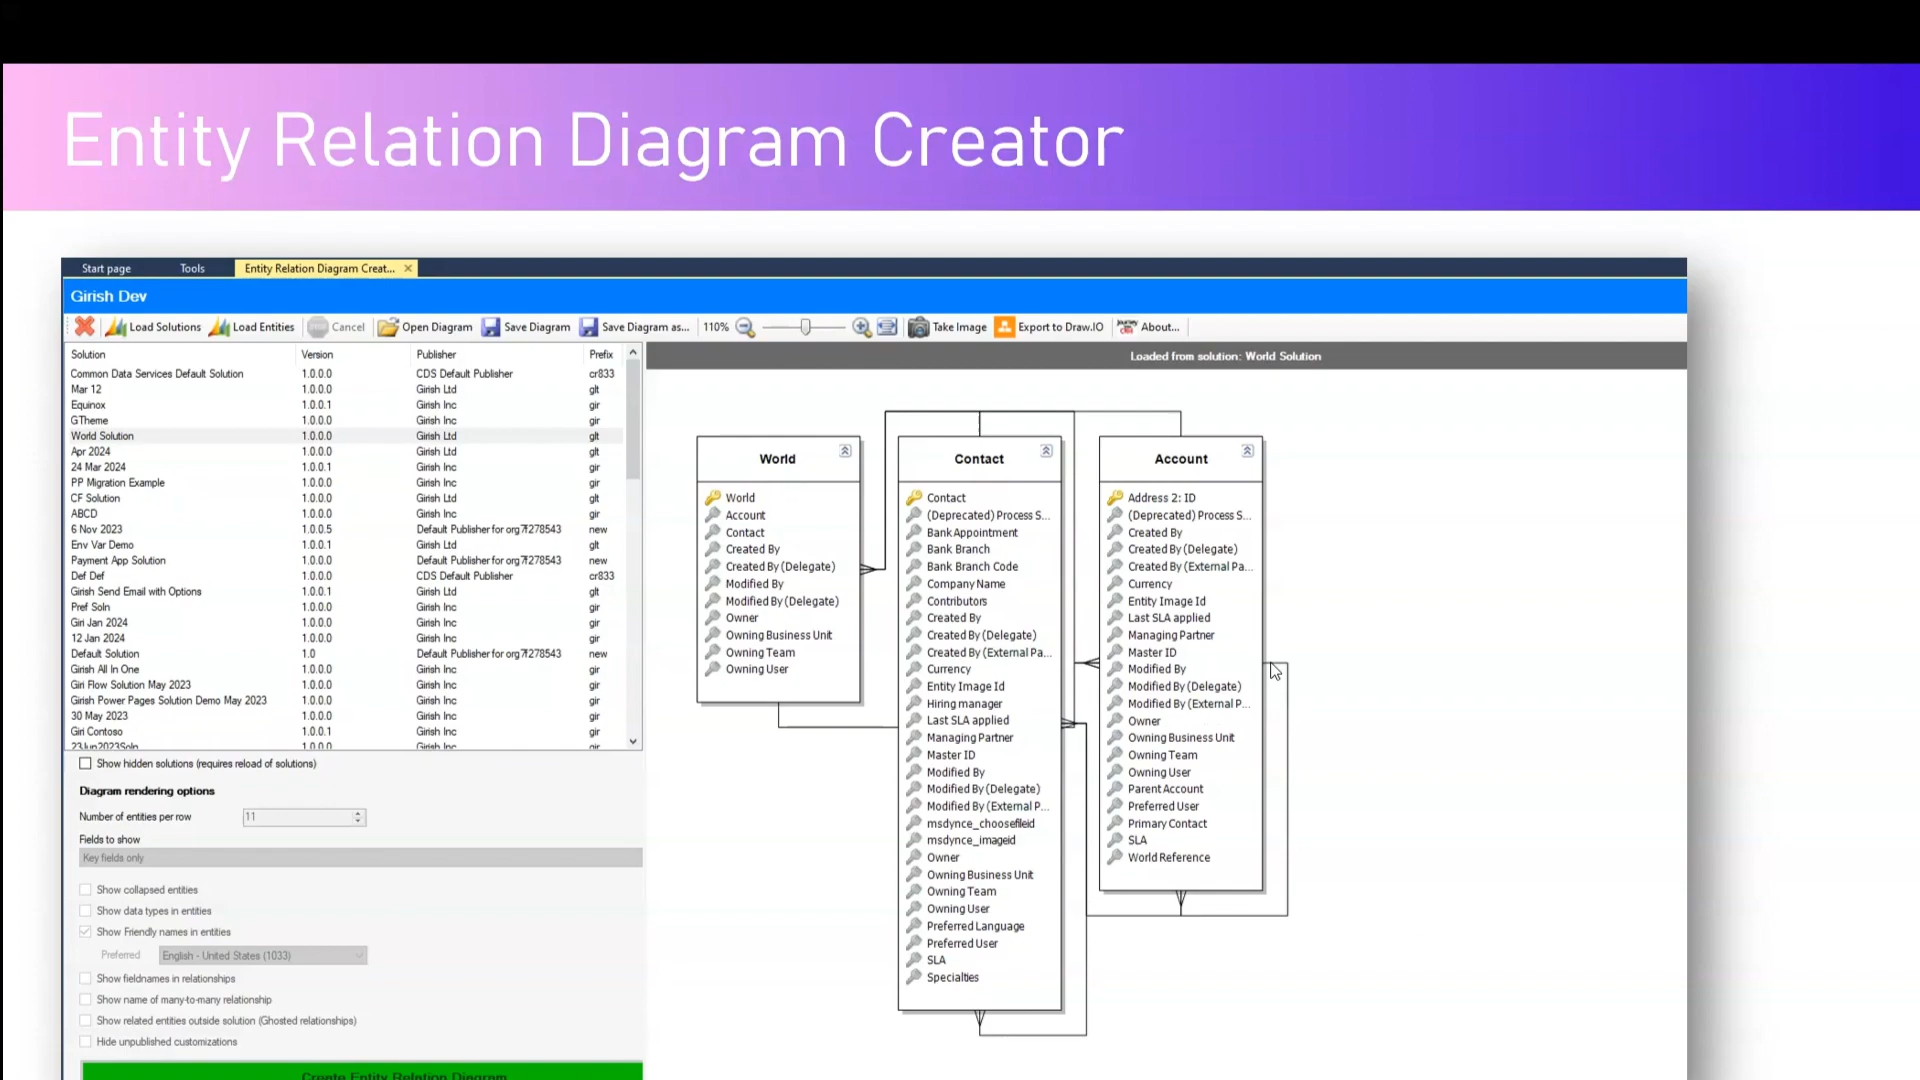 Entity Relation Diagram Creator
Start page Tools Entity Relation Diagram Creat...
Girish Dev
Load Solutions Load Entities Cancel Open Diagram Save Diagram Save Diagram as... 110% Take Image Export to Draw.IO About...
Solution Version Publisher Prefix
Common Data Services Default Solution 1.0.0.0 CDS Default Publisher cr833
Mar 12 1.0.0.0 Girish Ltd glt
Equinox 1.0.0.1 Girish Inc gir
GTheme 1.0.0.0 Girish Inc gir
World Solution 1.0.0.0 Girish Ltd glt
Apr 2024 1.0.0.0 Girish Ltd glt
24 Mar 2024 1.0.0.1 Girish Inc gir
PP Migration Example 1.0.0.0 Girish Inc gir
CF Solution 1.0.0.0 Girish Ltd glt
ABCD 1.0.0.0 Girish Inc gir
6 Nov 2023 1.0.0.5 Default Publisher for org7f278543 new
Env Var Demo 1.0.0.1 Girish Ltd glt
Payment App Solution 1.0.0.0 Default Publisher for org7f278543 new
Def Def 1.0.0.0 CDS Default Publisher cr833
Girish Send Email with Options 1.0.0.1 Girish Ltd glt
Pref Soln 1.0.0.0 Girish Inc gir
Giri Jan 2024 1.0.0.0 Girish Inc gir
12 Jan 2024 1.0.0.0 Girish Inc gir
Default Solution 1.0 Default Publisher for org7f278543 new
Girish All In One 1.0.0.0 Girish Inc gir
Giri Flow Solution May 2023 1.0.0.0 Girish Inc gir
Girish Power Pages Solution Demo May 2023 1.0.0.0 Girish Inc gir
30 May 2023 1.0.0.0 Girish Inc gir
Giri Contoso 1.0.0.1 Girish Inc gir
23Jun2023Soln 1.0.0.0 Girish Inc gir
Show hidden solutions (requires reload of solutions)
Diagram rendering options
Number of entities per row 11
Fields to show
Key fields only
Show collapsed entities
Show data types in entities
Show Friendly names in entities
Preferred English - United States (1033)
Show fieldnames in relationships
Show name of many-to-many relationship
Show related entities outside solution (Ghosted relationships)
Hide unpublished customizations
Create Entity Relation Diagram
Loaded from solution: World Solution
World
World
Account
Contact
Created By
Created By (Delegate)
Modified By
Modified By (Delegate)
Owner
Owning Business Unit
Owning Team
Owning User
Contact
Contact
(Deprecated) Process S...
Bank Appointment
Bank Branch
Bank Branch Code
Company Name
Contributors
Created By
Created By (Delegate)
Created By (External Pa...
Currency
Entity Image Id
Hiring manager
Last SLA applied
Managing Partner
Master ID
Modified By
Modified By (Delegate)
Modified By (External P...
msdynce_choosefileid
msdynce_imageid
Owner
Owning Business Unit
Owning Team
Owning User
Preferred Language
Preferred User
SLA
Specialties
Account
Address 2: ID
(Deprecated) Process S...
Created By
Created By (Delegate)
Created By (External Pa...
Currency
Entity Image Id
Last SLA applied
Managing Partner
Master ID
Modified By
Modified By (Delegate)
Modified By (External P...
Owner
Owning Business Unit
Owning Team
Owning User
Parent Account
Preferred User
Primary Contact
SLA
World Reference